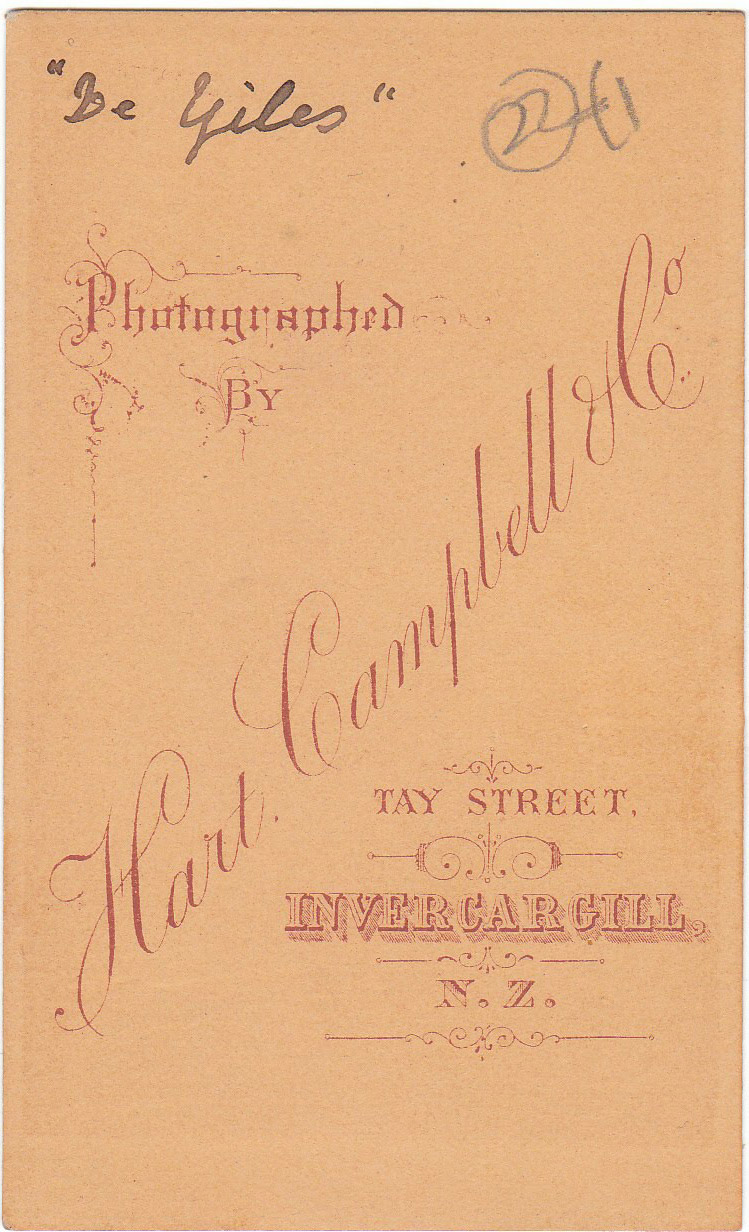 "De Giles"
Photographed
BY
Hart. Campbell & Co
TAY STREET,
INVERCARGILL,
N. Z.